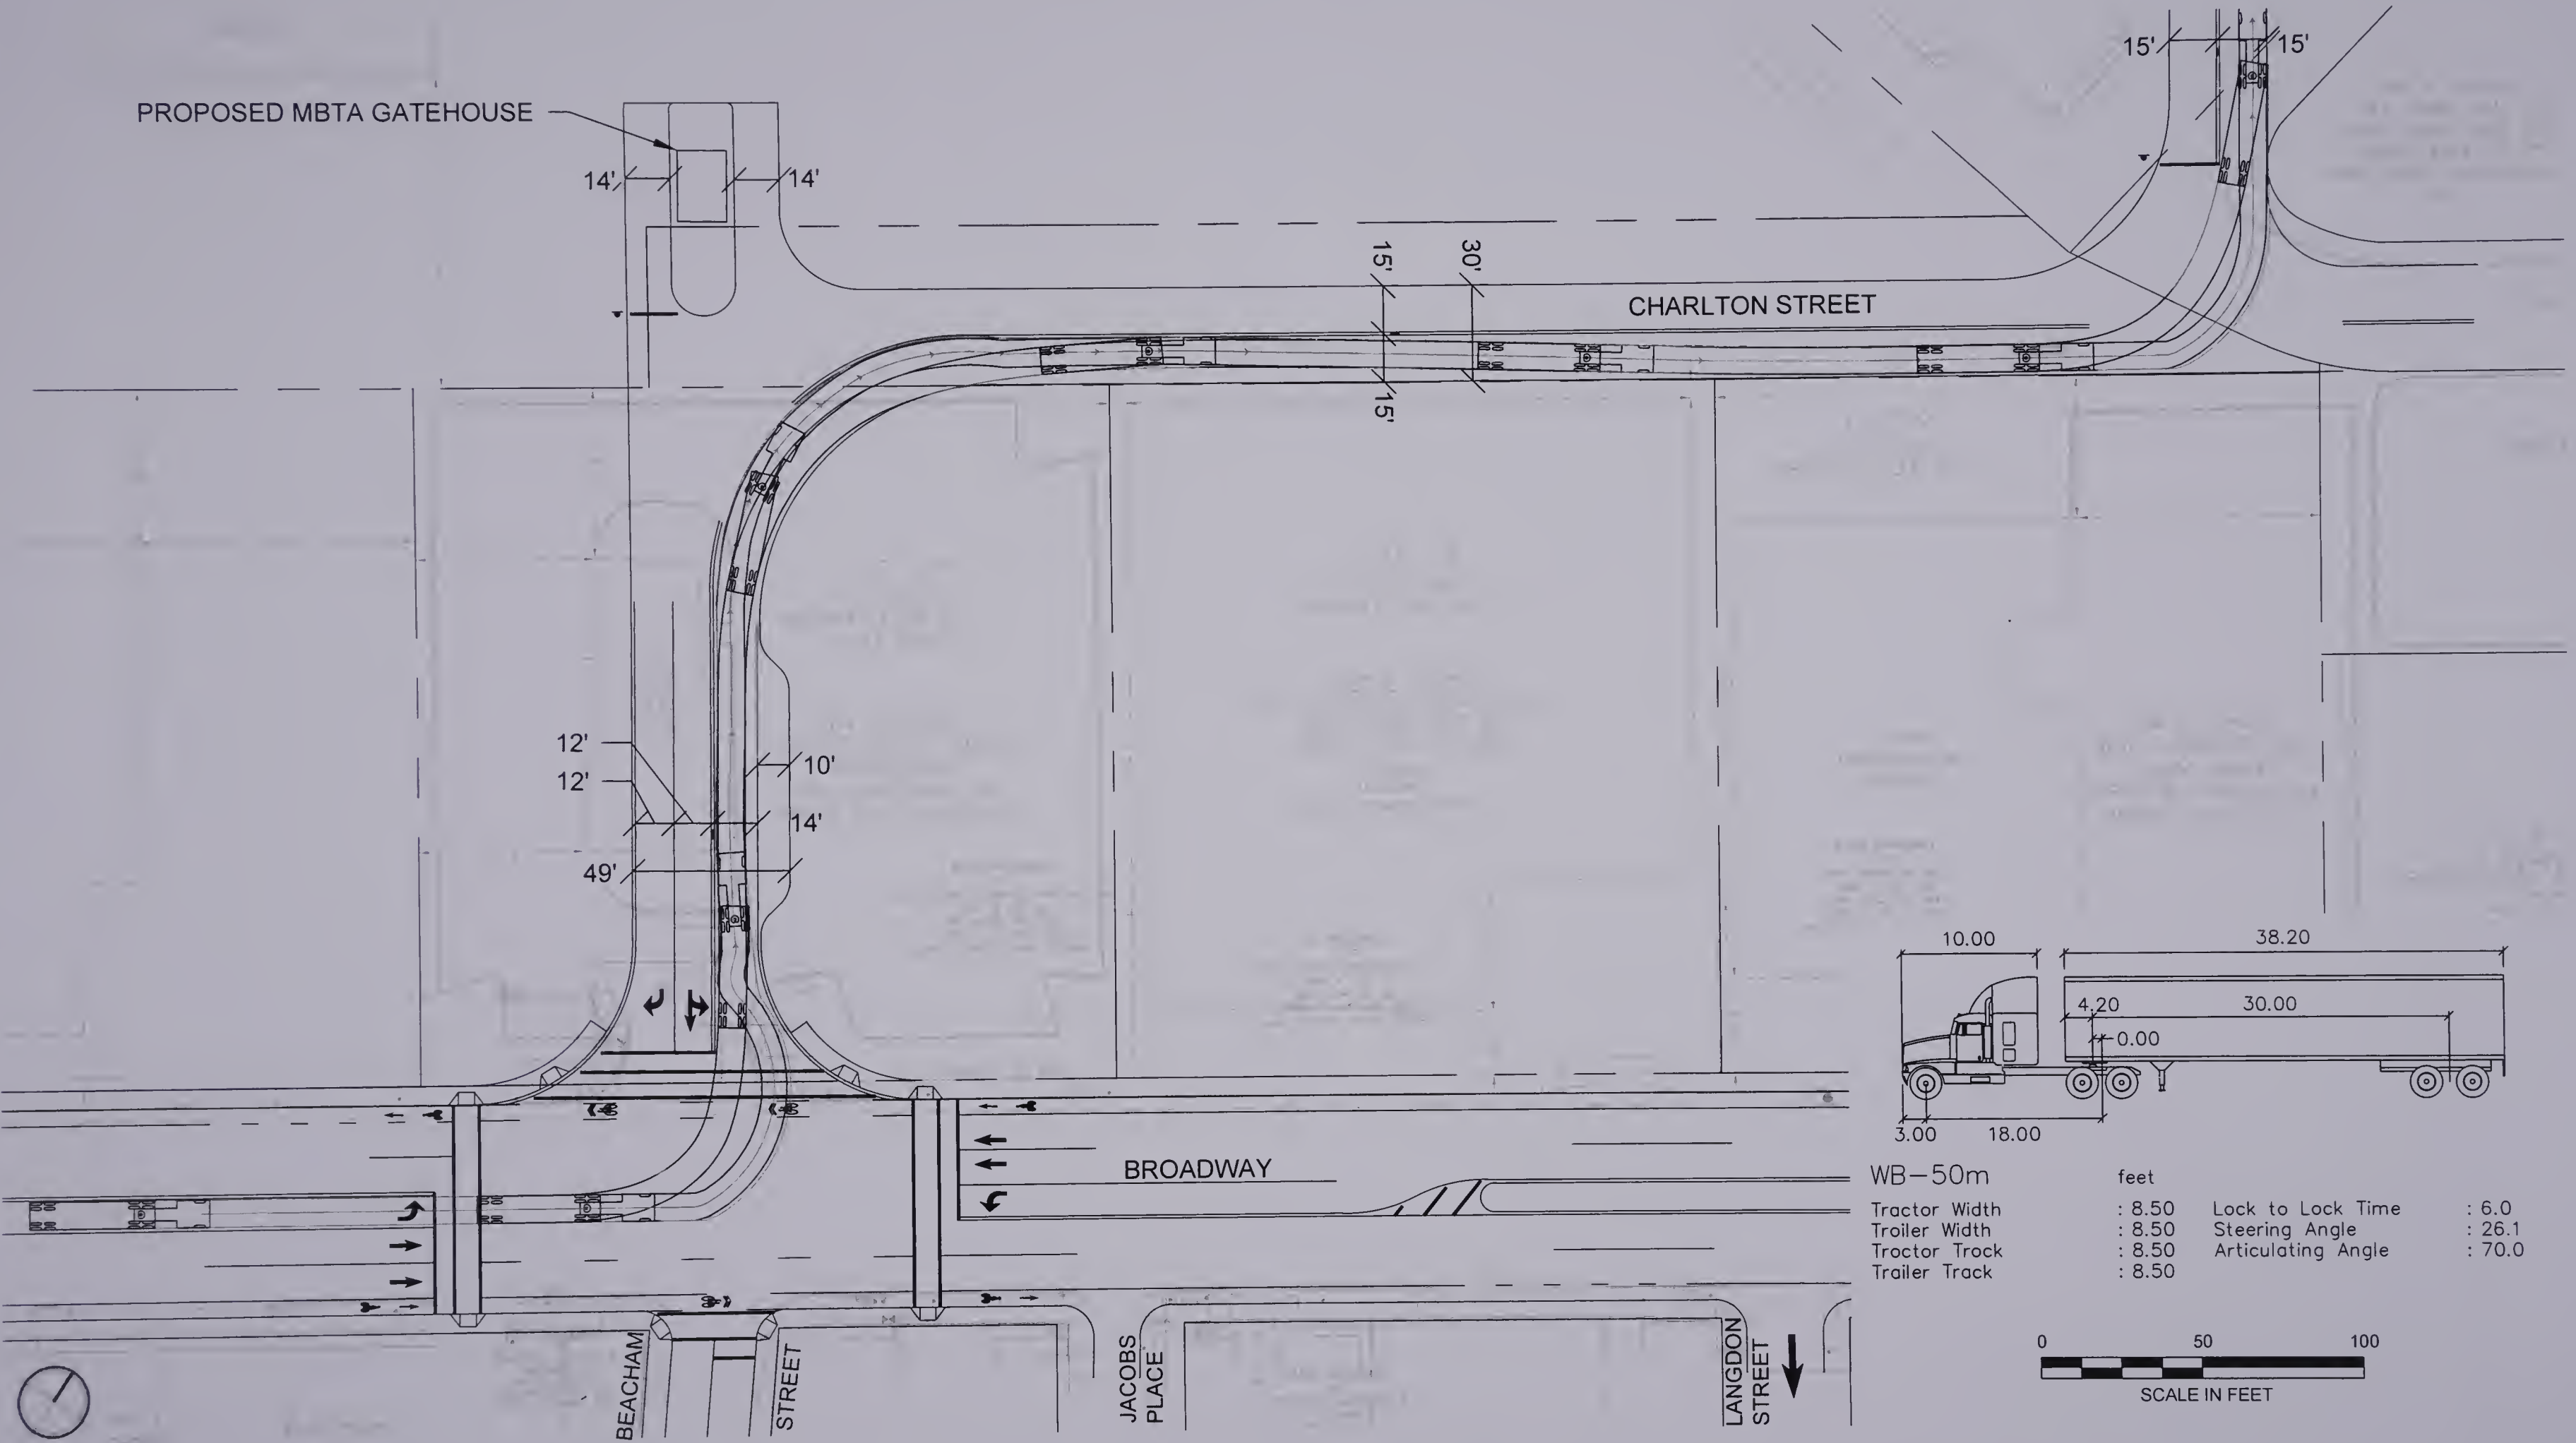 15'
15'
PROPOSED MBTA GATEHOUSE
14'
14'
15'
30'
CHARLTON STREET
15'
12'
12'
10'
14'
49'
10.00
38.20
4.20
30.00
0.00
3.00
18.00
BROADWAY
WB-50m
feet
Tractor Width : 8.50 Lock to Lock Time : 6.0
Trailer Width : 8.50 Steering Angle : 26.1
Tractor Track : 8.50 Articulating Angle : 70.0
Trailer Track : 8.50
BEACHAM
STREET
JACOBS
PLACE
LANGDON
STREET
0 50 100
SCALE IN FEET